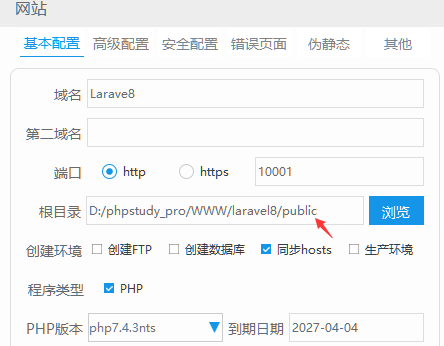 网站
基本配置 高级配置 安全配置 错误页面 伪静态 其他
域名 Larave8
第二域名
端口 http https 10001
根目录 D:/phpstudy_pro/WWW/laravel8/public 浏览
创建环境 创建FTP 创建数据库 同步hosts 生产环境
程序类型 PHP
PHP版本 php7.4.3nts 到期日期 2027-04-04